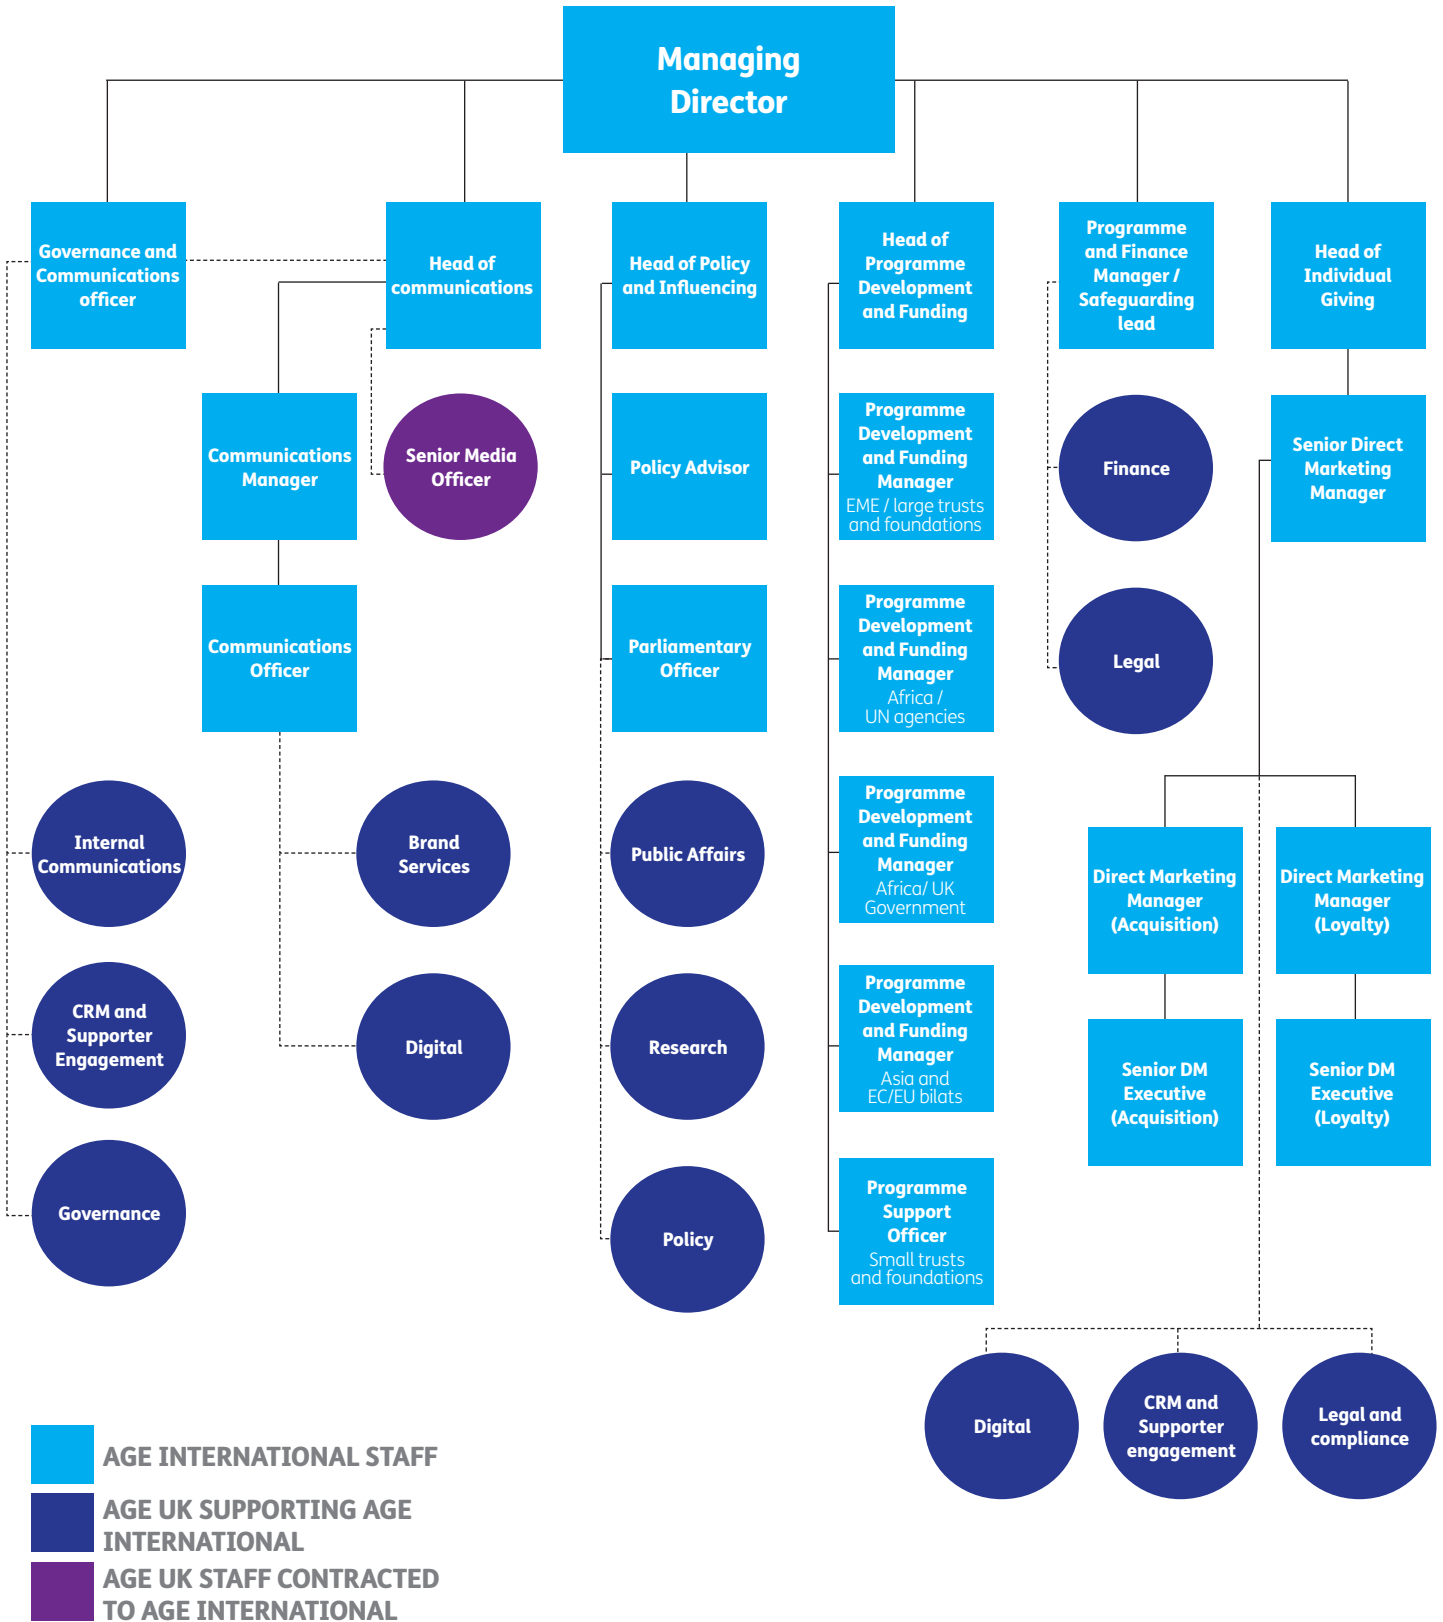 Managing
Director
Governance and
Communications
officer
Head of
communications
Head of Policy
and Influencing
Head of
Programme
Development
and Funding
Programme
and Finance
Manager /
Safeguarding
lead
Head of
Individual
Giving
Communications
Manager
Senior Media
Officer
Policy Advisor
Programme
Development
and Funding
Manager
EME / large trusts
and foundations
Finance
Senior Direct
Marketing
Manager
Communications
Officer
Parliamentary
Officer
Programme
Development
and Funding
Manager
Africa /
UN agencies
Legal
Internal
Communications
Brand
Services
Public Affairs
Programme
Development
and Funding
Manager
Africa/ UK
Government
Direct Marketing
Manager
(Acquisition)
Direct Marketing
Manager
(Loyalty)
CRM and
Supporter
Engagement
Digital
Research
Programme
Development
and Funding
Manager
Asia and
EC/EU bilats
Senior DM
Executive
(Acquisition)
Senior DM
Executive
(Loyalty)
Governance
Policy
Programme
Support
Officer
Small trusts
and foundations
Digital
CRM and
Supporter
engagement
Legal and
compliance
AGE INTERNATIONAL STAFF
AGE UK SUPPORTING AGE
INTERNATIONAL
AGE UK STAFF CONTRACTED
TO AGE INTERNATIONAL